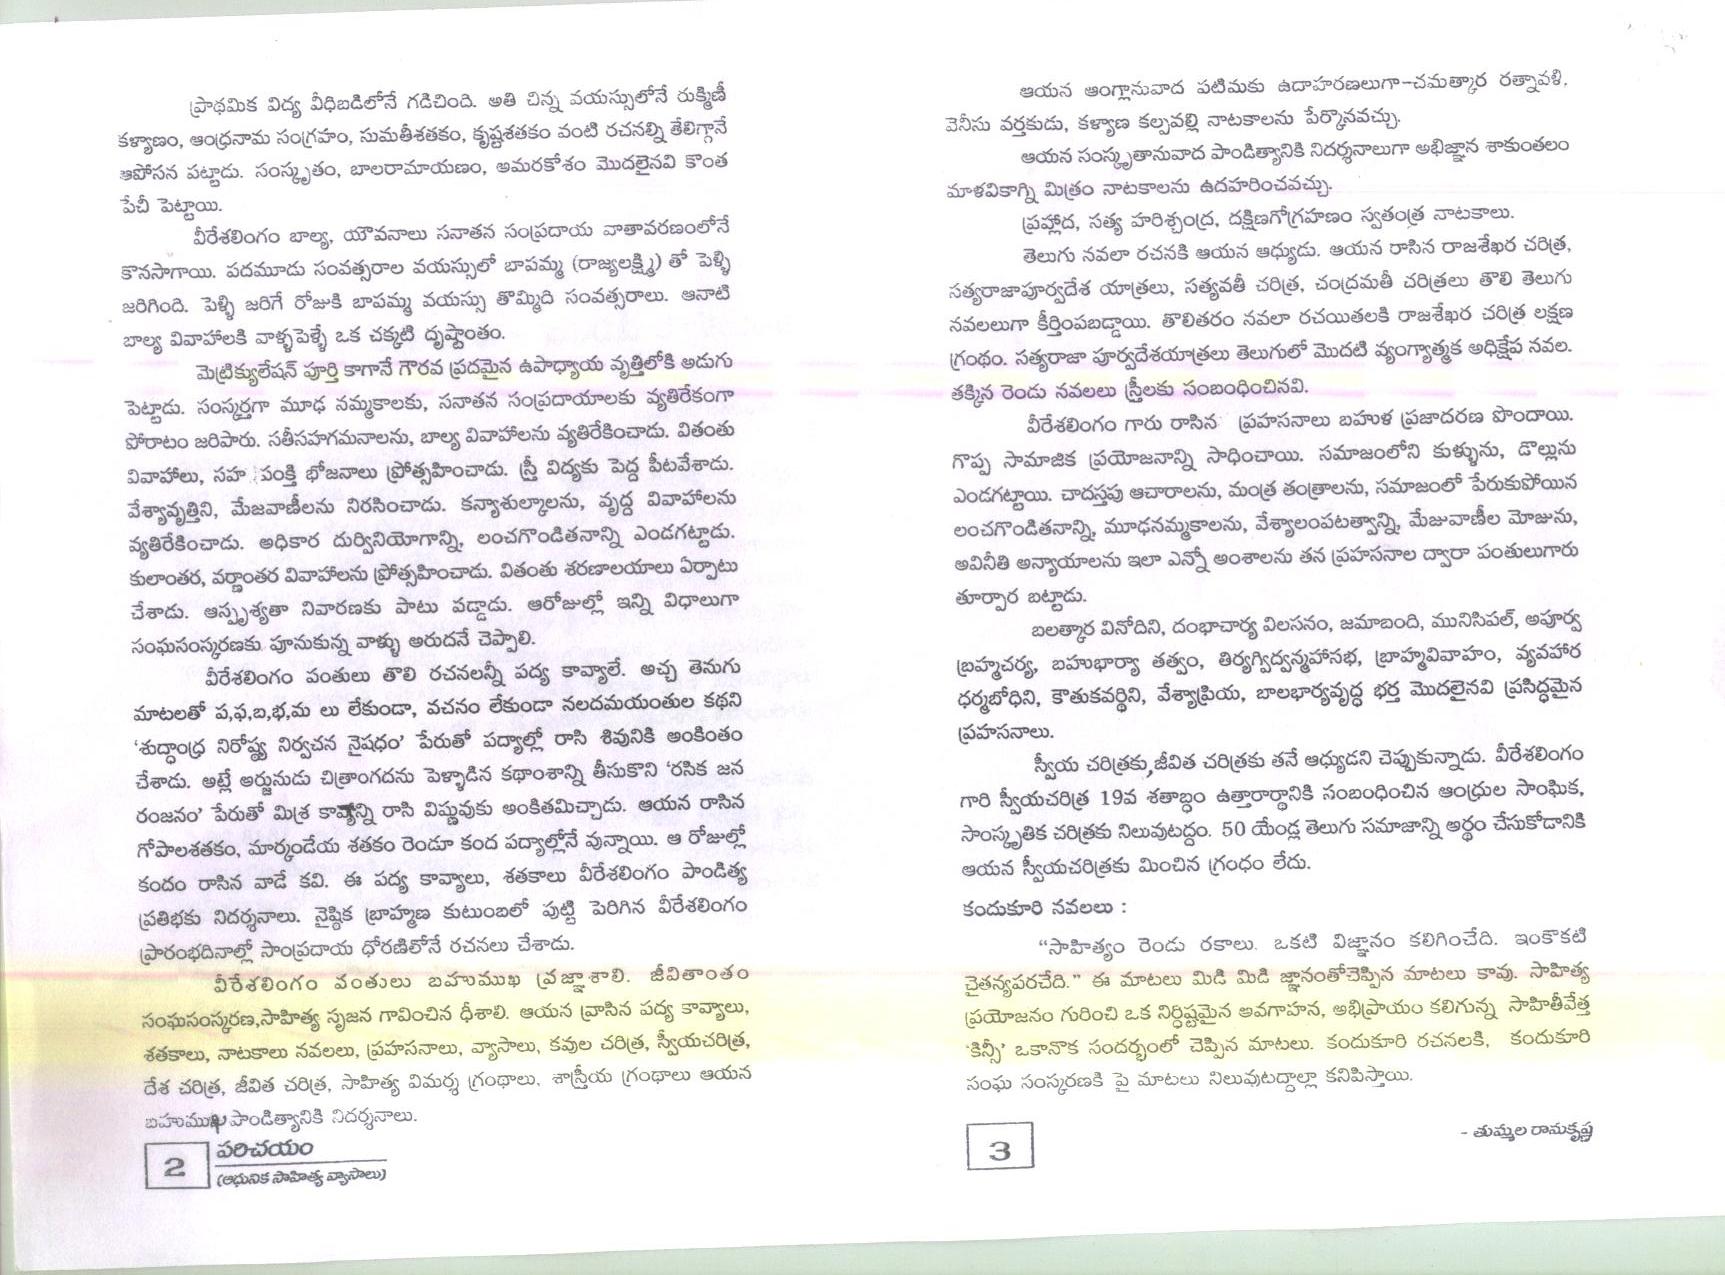 ప్రాథమిక విద్య వీధిబడిలోనే గడిచింది. అతి చిన్న వయస్సులోనే రుక్మిణీ
కళ్యాణం, ఆంధ్రనామ సంగ్రహం, సుమతీశతకం, కృష్ణశతకం వంటి రచనల్ని తేలిగ్గానే
ఆపోసన పట్టాడు. సంస్కృతం, బాలరామాయణం, అమరకోశం మొదలైనవి కొంత
పేచీ పెట్టాయి.
వీరేశలింగం బాల్య, యౌవనాలు సనాతన సంప్రదాయ వాతావరణంలోనే
కొనసాగాయి. పదమూడు సంవత్సరాల వయస్సులో బాపమ్మ (రాజ్యలక్ష్మి) తో పెళ్ళి
జరిగింది. పెళ్ళి జరిగే రోజుకి బాపమ్మ వయస్సు తొమ్మిది సంవత్సరాలు. ఆనాటి
బాల్య వివాహాలకి వాళ్ళపెళ్ళే ఒక చక్కటి దృష్టాంతం.
మెట్రిక్యులేషన్ పూర్తి కాగానే గౌరవ ప్రదమైన ఉపాధ్యాయ వృత్తిలోకి అడుగు
పెట్టాడు. సంస్కర్తగా మూఢ నమ్మకాలకు, సనాతన సంప్రదాయాలకు వ్యతిరేకంగా
పోరాటం జరిపారు. సతీసహగమనాలను, బాల్య వివాహాలను వ్యతిరేకించాడు. వితంతు
వివాహాలు, సహ పంక్తి భోజనాలు ప్రోత్సహించాడు. స్త్రీ విద్యకు పెద్ద పీటవేశాడు.
వేశ్యావృత్తిని, మేజవాణీలను నిరసించాడు. కన్యాశుల్కాలను, వృద్ధ వివాహాలను
వ్యతిరేకించాడు. అధికార దుర్వినియోగాన్ని, లంచగొండితనాన్ని ఎండగట్టాడు.
కులాంతర, వర్ణాంతర వివాహాలను ప్రోత్సహించాడు. వితంతు శరణాలయాలు ఏర్పాటు
చేశాడు. ఆస్పృశ్యతా నివారణకు పాటు పడ్డాడు. ఆరోజుల్లో ఇన్ని విధాలుగా
సంఘసంస్కరణకు పూనుకున్న వాళ్ళు అరుదనే చెప్పాలి.
వీరేశలింగం పంతులు తొలి రచనలన్నీ పద్య కావ్యాలే. అచ్చ తెనుగు
మాటలతో ప,ఫ,బ,భ,మ లు లేకుండా, వచనం లేకుండా నలదమయంతుల కథని
‘శుద్ధాంధ్ర నిరోష్ఠ్య నిర్వచన నైషధం’ పేరుతో పద్యాల్లో రాసి శివునికి అంకింతం
చేశాడు. అట్లే అర్జునుడు చిత్రాంగదను పెళ్ళాడిన కథాంశాన్ని తీసుకొని ‘రసిక జన
రంజనం’ పేరుతో మిశ్ర కావ్యాన్ని రాసి విష్ణువుకు అంకితమిచ్చాడు. ఆయన రాసిన
గోపాలశతకం, మార్కండేయ శతకం రెండూ కంద పద్యాల్లోనే వున్నాయి. ఆ రోజుల్లో
కందం రాసిన వాడే కవి. ఈ పద్య కావ్యాలు, శతకాలు వీరేశలింగం పాండిత్య
ప్రతిభకు నిదర్శనాలు. నైష్ఠిక బ్రాహ్మణ కుటుంబలో పుట్టి పెరిగిన వీరేశలింగం
ప్రారంభదినాల్లో సాంప్రదాయ ధోరణిలోనే రచనలు చేశాడు.
వీరేశలింగం పంతులు బహుముఖ ప్రజ్ఞాశాలి. జీవితాంతం
సంఘసంస్కరణ,సాహిత్య సృజన గావించిన ధీశాలి. ఆయన వ్రాసిన పద్య కావ్యాలు,
శతకాలు, నాటకాలు నవలలు, ప్రహసనాలు, వ్యాసాలు, కవుల చరిత్ర, స్వీయచరిత్ర,
దేశ చరిత్ర, జీవిత చరిత్ర, సాహిత్య విమర్శ గ్రంథాలు, శాస్త్రీయ గ్రంథాలు ఆయన
బహుముఖ పాండిత్యానికి నిదర్శనాలు.
2
పరిచయం
(ఆధునిక సాహిత్య వ్యాసాలు)
ఆయన ఆంగ్లానువాద పటిమకు ఉదాహరణలుగా-చమత్కార రత్నావళి,
వెనీసు వర్తకుడు, కళ్యాణ కల్పవల్లి నాటకాలను పేర్కొనవచ్చు.
ఆయన సంస్కృతానువాద పాండిత్యానికి నిదర్శనాలుగా అభిజ్ఞాన శాకుంతలం
మాళవికాగ్ని మిత్రం నాటకాలను ఉదహరించవచ్చు.
ప్రహ్లాద, సత్య హరిశ్చంద్ర, దక్షిణగోగ్రహణం స్వతంత్ర నాటకాలు.
తెలుగు నవలా రచనకి ఆయన ఆధ్యుడు. ఆయన రాసిన రాజశేఖర చరిత్ర,
సత్యరాజాపూర్వదేశ యాత్రలు, సత్యవతీ చరిత్ర, చంద్రమతీ చరిత్రలు తొలి తెలుగు
నవలలుగా కీర్తింపబడ్డాయి. తొలితరం నవలా రచయితలకి రాజశేఖర చరిత్ర లక్షణ
గ్రంథం. సత్యరాజా పూర్వదేశయాత్రలు తెలుగులో మొదటి వ్యంగ్యాత్మక అధిక్షేప నవల.
తక్కిన రెండు నవలలు స్త్రీలకు సంబంధించినవి.
వీరేశలింగం గారు రాసిన ప్రహసనాలు బహుళ ప్రజాదరణ పొందాయి.
గొప్ప సామాజిక ప్రయోజనాన్ని సాధించాయి. సమాజంలోని కుళ్ళును, డొల్లును
ఎండగట్టాయి. చాదస్తపు ఆచారాలను, మంత్ర తంత్రాలను, సమాజంలో పేరుకుపోయిన
లంచగొండితనాన్ని, మూఢనమ్మకాలను, వేశ్యాలంపటత్వాన్ని, మేజువాణీల మోజును,
అవినీతి అన్యాయాలను ఇలా ఎన్నో అంశాలను తన ప్రహసనాల ద్వారా పంతులుగారు
తూర్పార బట్టాడు.
బలత్కార వినోదిని, దంభాచార్య విలసనం, జమాబంది, మునిసిపల్, అపూర్వ
బ్రహ్మచర్య, బహుభార్యా తత్వం, తిర్యగ్విద్వన్మహాసభ, బ్రాహ్మవివాహం, వ్యవహార
ధర్మబోధిని, కౌతుకవర్థిని, వేశ్యాప్రియ, బాలభార్యవృద్ధ భర్త మొదలైనవి ప్రసిద్ధమైన
ప్రహసనాలు.
స్వీయ చరిత్రకు,జీవిత చరిత్రకు తనే ఆధ్యుడని చెప్పుకున్నాడు. వీరేశలింగం
గారి స్వీయచరిత్ర 19వ శతాబ్దం ఉత్తారార్థానికి సంబంధించిన ఆంధ్రుల సాంఘిక,
సాంస్కృతిక చరిత్రకు నిలువుటద్దం. 50 యేండ్ల తెలుగు సమాజాన్ని అర్థం చేసుకోడానికి
ఆయన స్వీయచరిత్రకు మించిన గ్రంధం లేదు.
కందుకూరి నవలలు :
“సాహిత్యం రెండు రకాలు. ఒకటి విజ్ఞానం కలిగించేది. ఇంకొకటి
చైతన్యపరచేది.” ఈ మాటలు మిడి మిడి జ్ఞానంతోచెప్పిన మాటలు కావు. సాహిత్య
ప్రయోజనం గురించి ఒక నిర్ధిష్టమైన అవగాహన, అభిప్రాయం కలిగున్న సాహితీవేత్త
‘కిన్సీ’ ఒకానొక సందర్భంలో చెప్పిన మాటలు. కందుకూరి రచనలకి, కందుకూరి
సంఘ సంస్కరణకి పై మాటలు నిలువుటద్దాల్లా కనిపిస్తాయి.
3
- తుమ్మల రామకృష్ణ